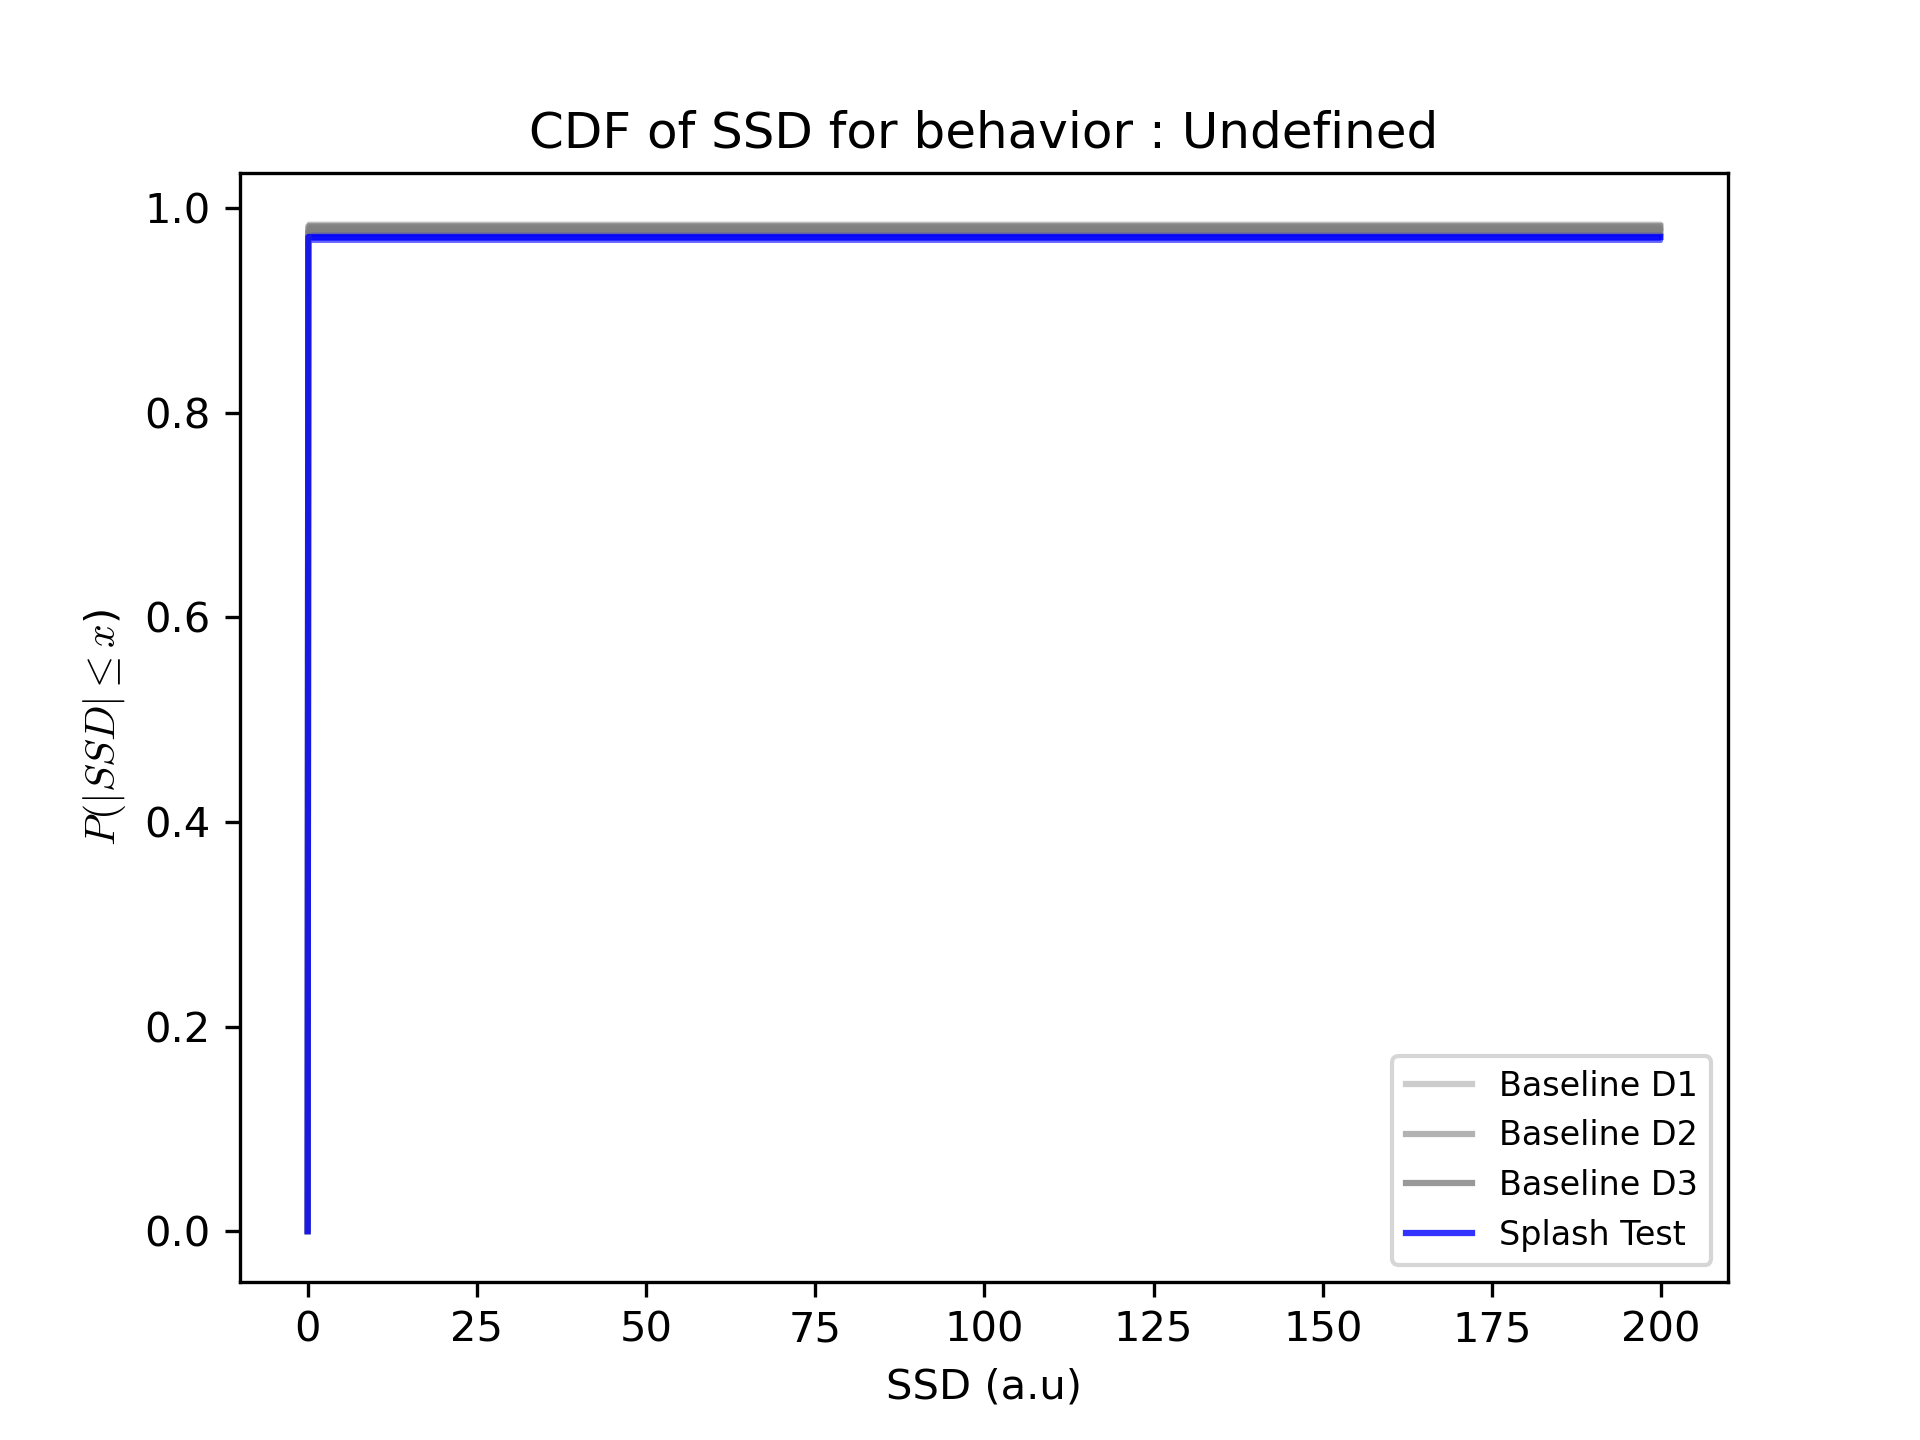 CDF of SSD for behavior : Undefined
1.0
0.8
0.6
0.4
0.2
0.0
P(|SSD| ≤ x)
0 25 50 75 100 125 150 175 200
SSD (a.u)
Baseline D1
Baseline D2
Baseline D3
Splash Test